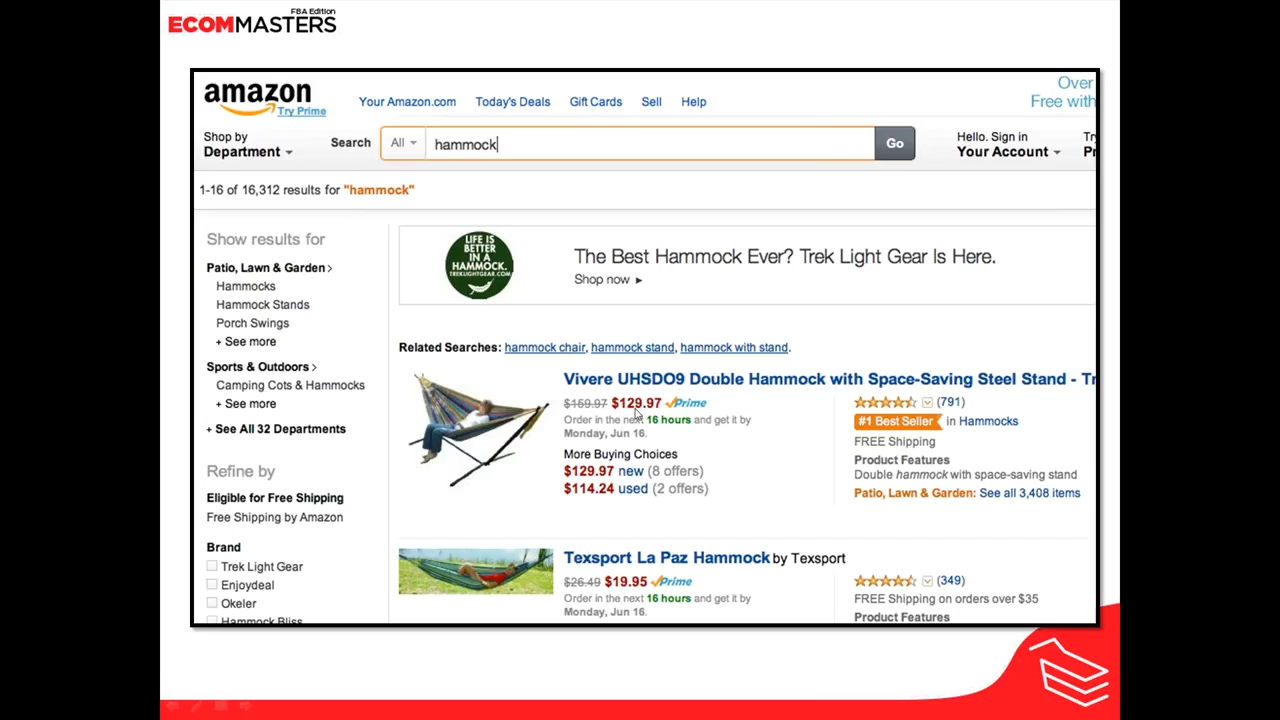 FBA Edition
ECOMMASTERS
amazon
Try Prime
Your Amazon.com Today's Deals Gift Cards Sell Help
Over
Free with
Shop by
Department
Search All hammock Go
Hello. Sign in
Your Account
1-16 of 16,312 results for "hammock"
Show results for
Patio, Lawn & Garden
Hammocks
Hammock Stands
Porch Swings
+ See more
Sports & Outdoors
Camping Cots & Hammocks
+ See more
+ See All 32 Departments
Refine by
Eligible for Free Shipping
Free Shipping by Amazon
Brand
Trek Light Gear
Enjoydeal
Okeler
Hammock Bliss
LIFE IS
BETTER
IN A
HAMMOCK.
TREKLIGHTGEAR.COM
The Best Hammock Ever? Trek Light Gear Is Here.
Shop now
Related Searches: hammock chair, hammock stand, hammock with stand.
Vivere UHSDO9 Double Hammock with Space-Saving Steel Stand - Tr
$159.97 $129.97 Prime
Order in the next 16 hours and get it by
Monday, Jun 16.
More Buying Choices
$129.97 new (8 offers)
$114.24 used (2 offers)
(791)
#1 Best Seller in Hammocks
FREE Shipping
Product Features
Double hammock with space-saving stand
Patio, Lawn & Garden: See all 3,408 items
Texsport La Paz Hammock by Texsport
$26.49 $19.95 Prime
Order in the next 16 hours and get it by
Monday, Jun 16.
(349)
FREE Shipping on orders over $35
Product Features